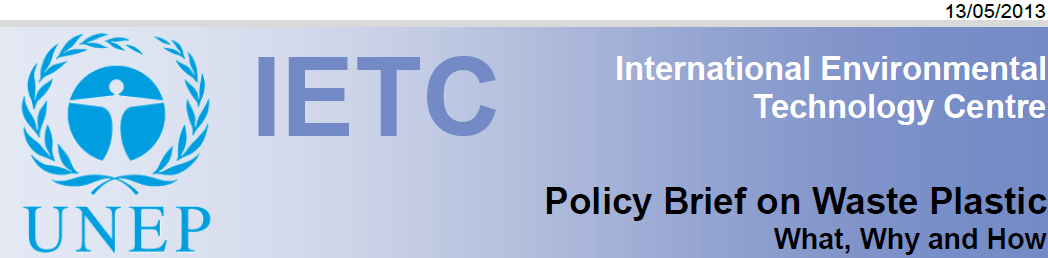 13/05/2013
IETC
International Environmental
Technology Centre
UNEP
Policy Brief on Waste Plastic
What, Why and How